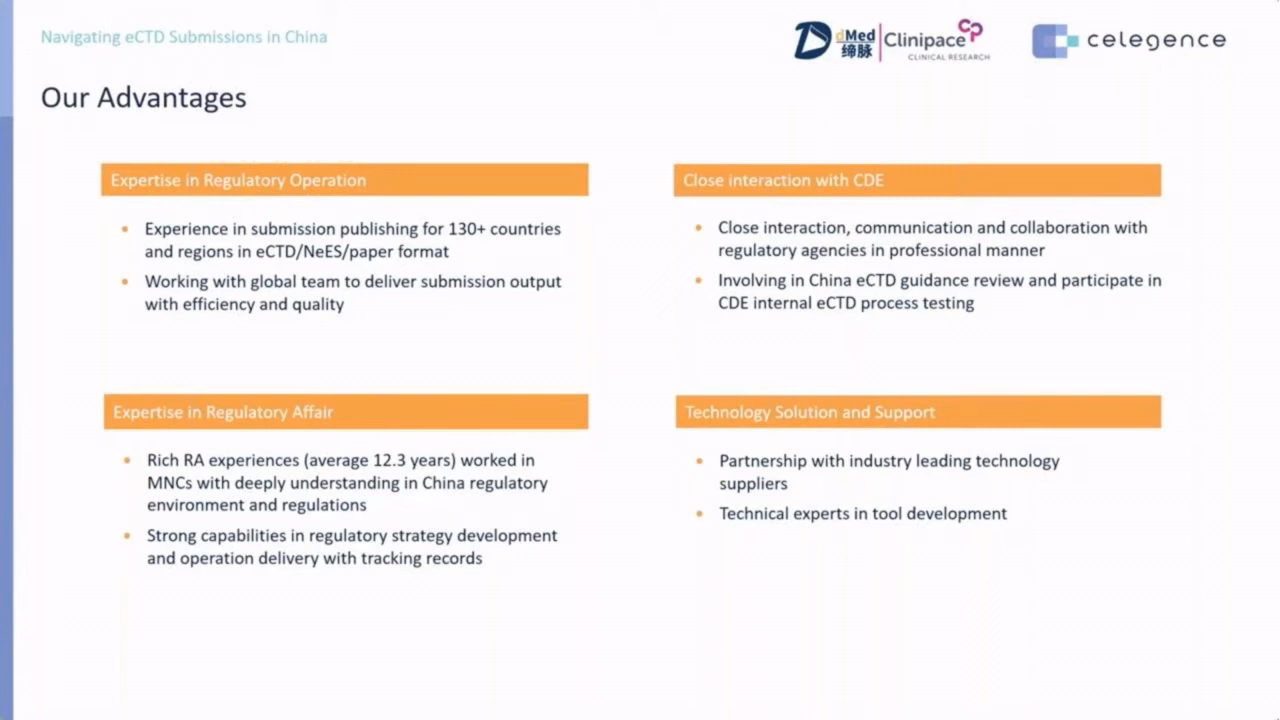 Navigating eCTD Submissions in China
dMed
缔脉
Clinipace
CP
CLINICAL RESEARCH
celegence
Our Advantages
Expertise in Regulatory Operation
• Experience in submission publishing for 130+ countries
and regions in eCTD/NeES/paper format
• Working with global team to deliver submission output
with efficiency and quality
Close interaction with CDE
• Close interaction, communication and collaboration with
regulatory agencies in professional manner
• Involving in China eCTD guidance review and participate in
CDE internal eCTD process testing
Expertise in Regulatory Affair
• Rich RA experiences (average 12.3 years) worked in
MNCs with deeply understanding in China regulatory
environment and regulations
• Strong capabilities in regulatory strategy development
and operation delivery with tracking records
Technology Solution and Support
• Partnership with industry leading technology
suppliers
• Technical experts in tool development